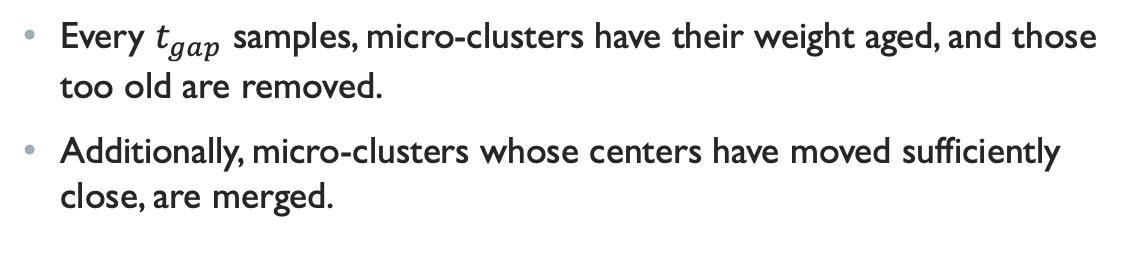 • Every t_gap samples, micro-clusters have their weight aged, and those
too old are removed.
• Additionally, micro-clusters whose centers have moved sufficiently
close, are merged.